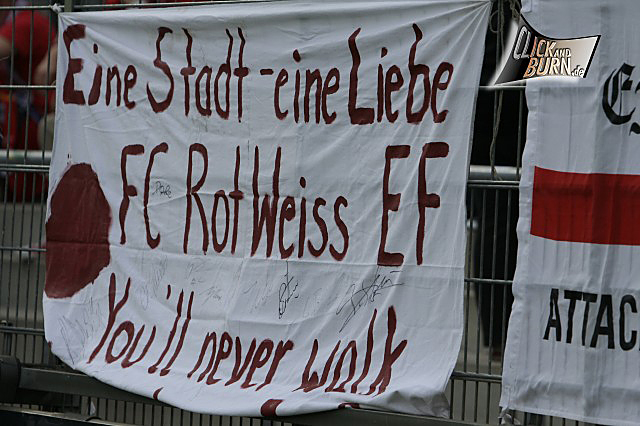 Eine Stadt - eine Liebe
FC Rot Weiss EF
You'll never walk
CLICK AND
BURN.de
ATTAC